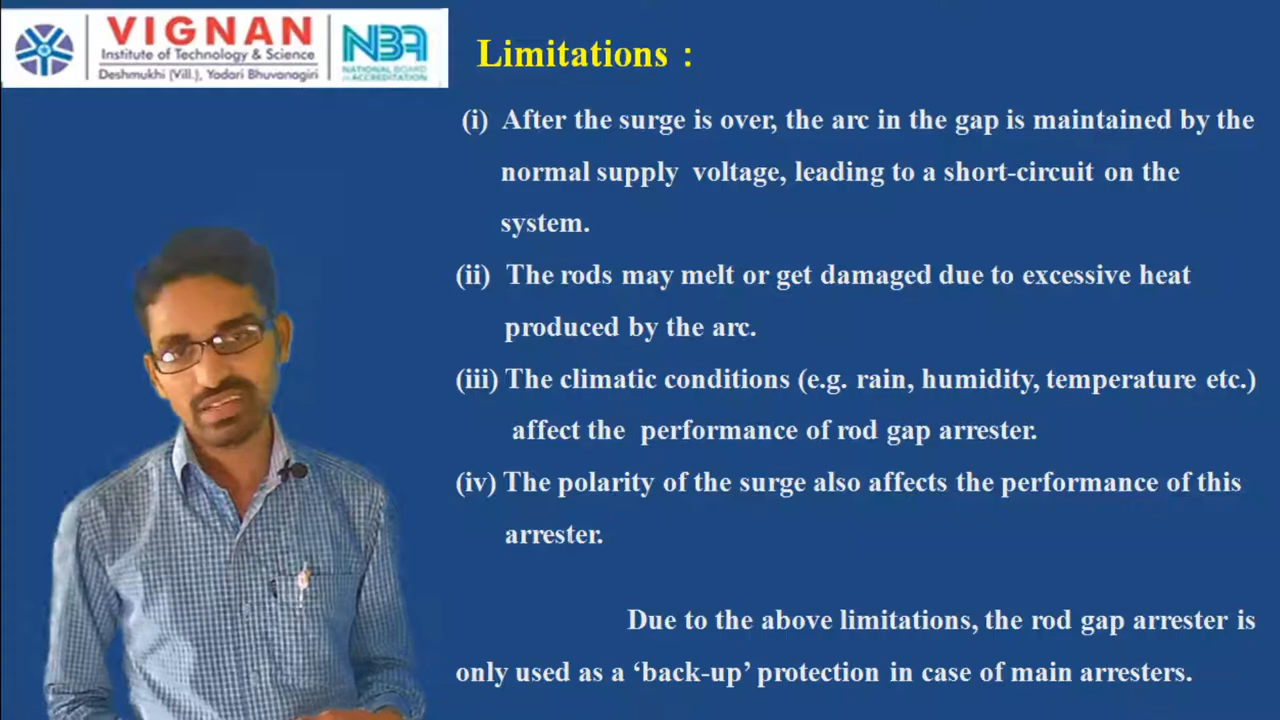 VIGNAN
Institute of Technology & Science
Deshmukhi (Vill.), Yadari Bhuvanagiri
NBA
NATIONAL BOARD
OF ACCREDITATION
Limitations :
(i) After the surge is over, the arc in the gap is maintained by the
normal supply voltage, leading to a short-circuit on the
system.
(ii) The rods may melt or get damaged due to excessive heat
produced by the arc.
(iii) The climatic conditions (e.g. rain, humidity, temperature etc.)
affect the performance of rod gap arrester.
(iv) The polarity of the surge also affects the performance of this
arrester.
Due to the above limitations, the rod gap arrester is
only used as a ‘back-up’ protection in case of main arresters.